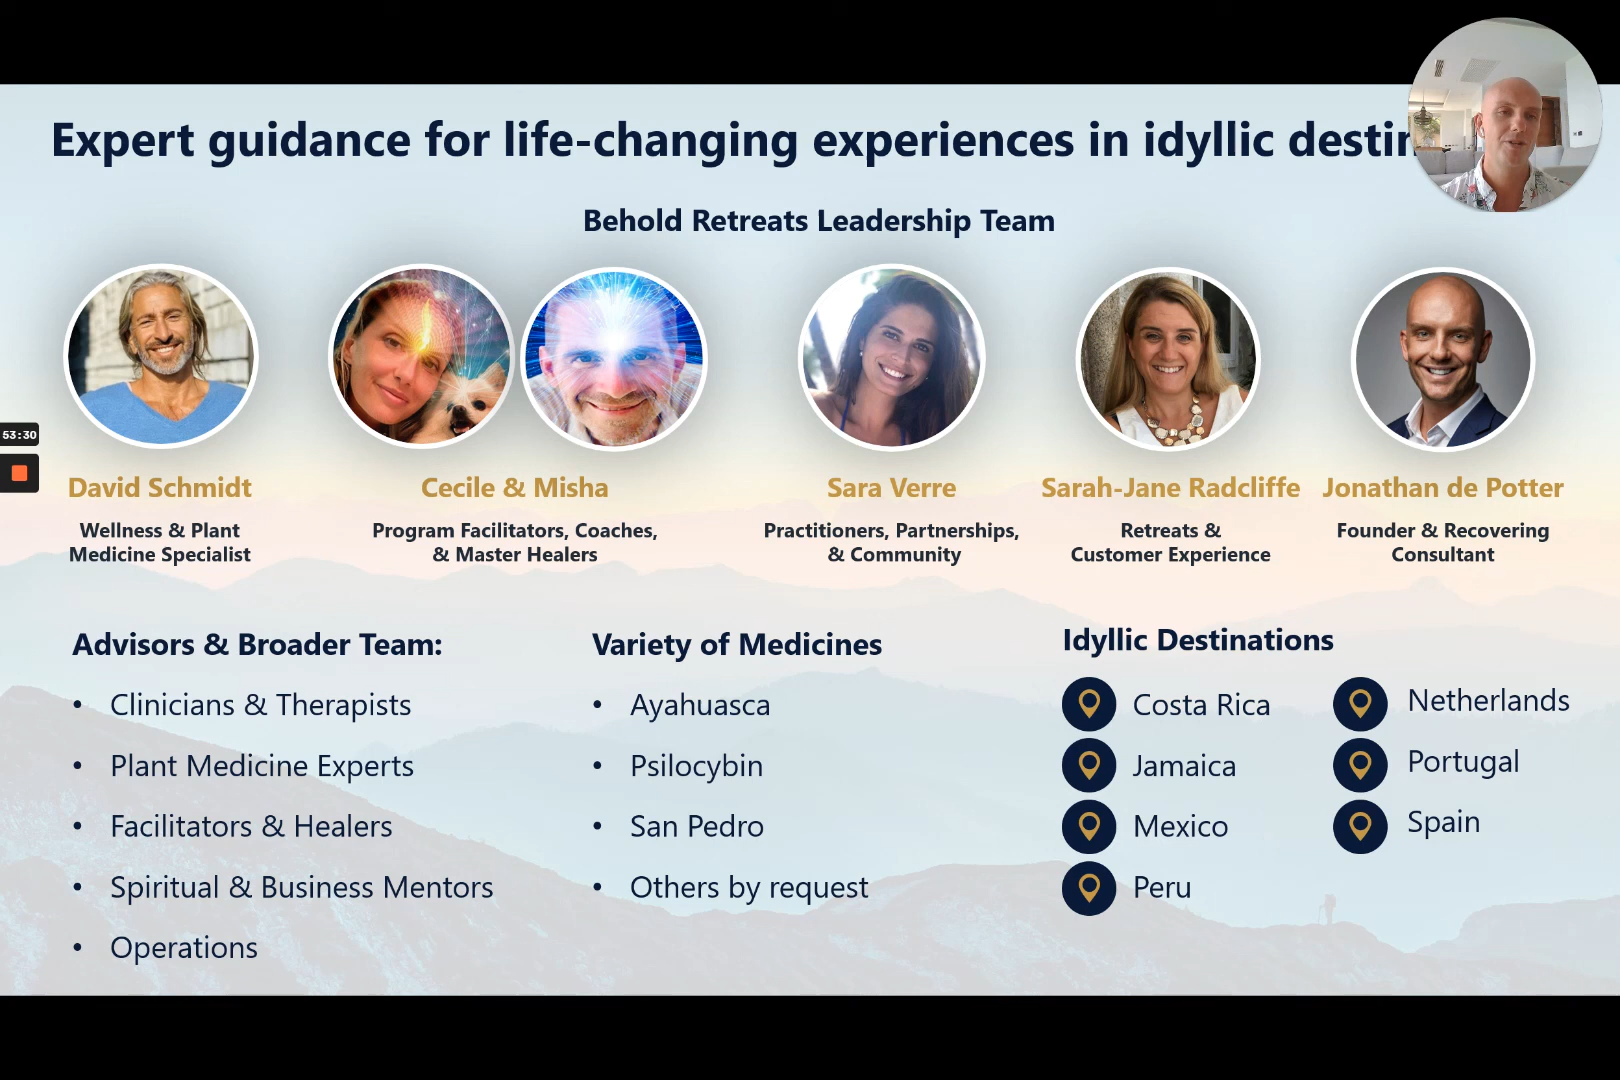 Expert guidance for life-changing experiences in idyllic
Behold Retreats Leadership Team
53:30
David Schmidt
Wellness & Plant
Medicine Specialist
Cecile & Misha
Program Facilitators, Coaches,
& Master Healers
Sara Verre
Practitioners, Partnerships,
& Community
Sarah-Jane Radcliffe
Retreats &
Customer Experience
Jonathan de Potter
Founder & Recovering
Consultant
Advisors & Broader Team:
• Clinicians & Therapists
• Plant Medicine Experts
• Facilitators & Healers
• Spiritual & Business Mentors
• Operations
Variety of Medicines
• Ayahuasca
• Psilocybin
• San Pedro
• Others by request
Idyllic Destinations
Costa Rica
Jamaica
Mexico
Peru
Netherlands
Portugal
Spain